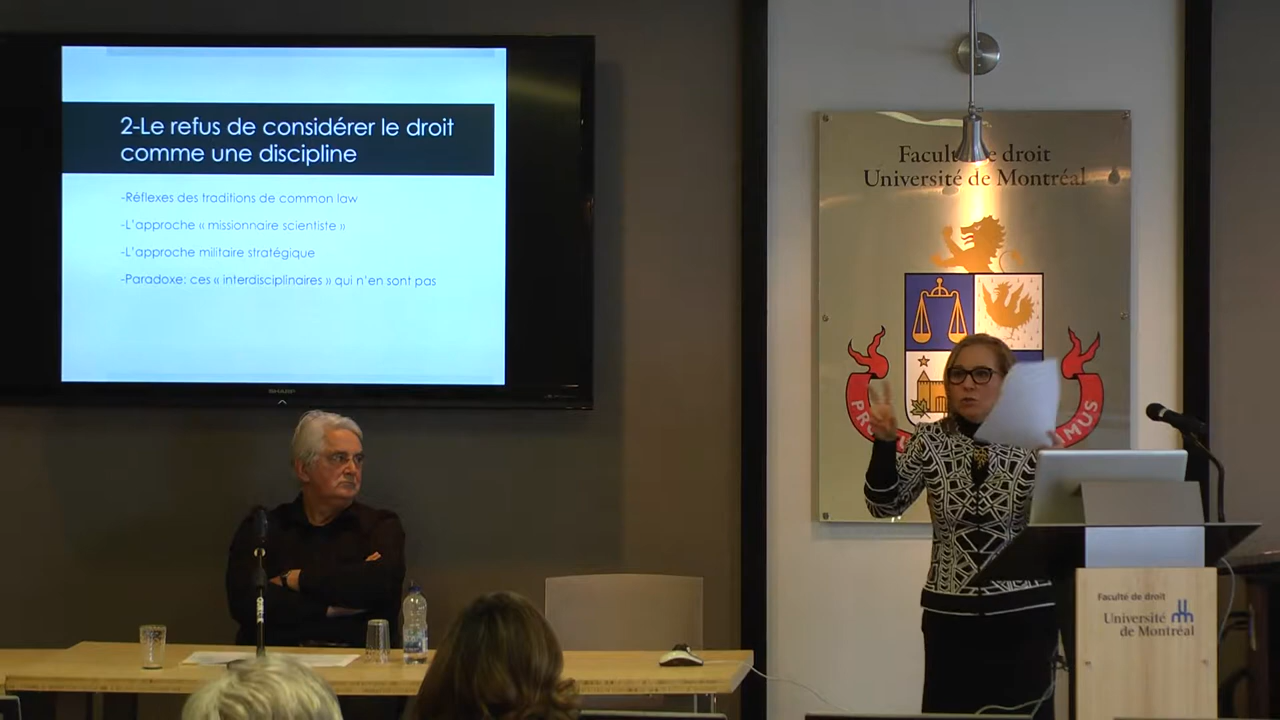 2-Le refus de considérer le droit
comme une discipline
-Réflexes des traditions de common law
-L'approche « missionnaire scientiste »
-L'approche militaire stratégique
-Paradoxe: ces « interdisciplinaires » qui n'en sont pas
SHARP
de droit
Université de Montréal
Faculté de droit
Université
de Montréal